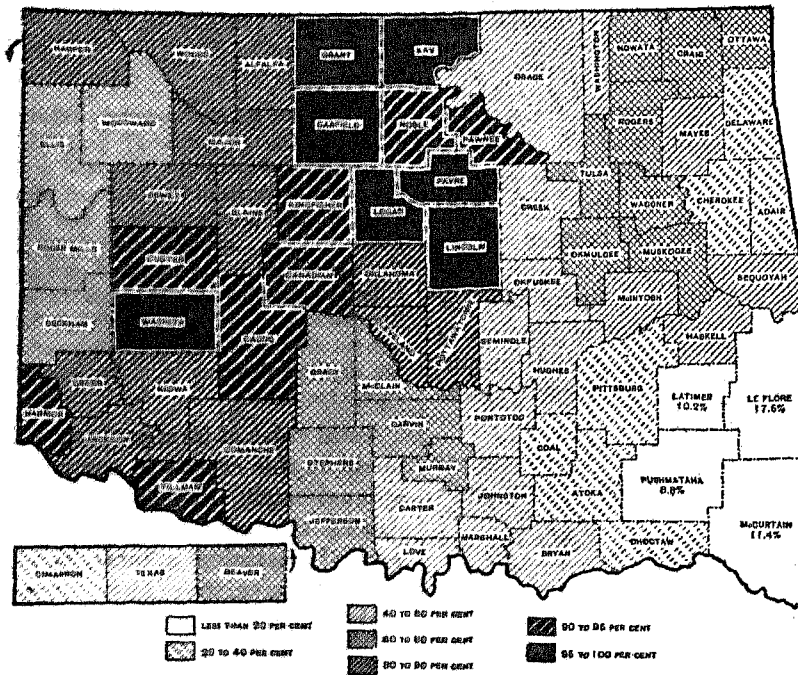 HARPER
WOODS
ALFALFA
GRANT
KAY
OSAGE
WASHINGTON
NOWATA
CRAIG
OTTAWA
ELLIS
WOODWARD
MAJOR
GARFIELD
NOBLE
PAWNEE
ROGERS
MAYES
DELAWARE
DEWEY
BLAINE
KINGFISHER
LOGAN
PAYNE
CREEK
TULSA
WAGONER
CHEROKEE
ADAIR
ROGER MILLS
CUSTER
CANADIAN
OKLAHOMA
LINCOLN
OKMULGEE
MUSKOGEE
OKFUSKEE
McINTOSH
SEQUOYAH
BECKHAM
WASHITA
CADDO
CLEVELAND
SEMINOLE
HUGHES
HASKELL
HARMON
GREER
KIOWA
GRADY
McCLAIN
PITTSBURG
LATIMER
10.2%
LE FLORE
17.6%
JACKSON
COMANCHE
GARVIN
PONTOTOC
COAL
TILLMAN
STEPHENS
MURRAY
JOHNSTON
ATOKA
PUSHMATAHA
8.8%
McCURTAIN
11.4%
JEFFERSON
CARTER
LOVE
MARSHALL
BRYAN
CHOCTAW
CIMARRON
TEXAS
BEAVER
LESS THAN 20 PER CENT
20 TO 40 PER CENT
40 TO 60 PER CENT
60 TO 80 PER CENT
80 TO 90 PER CENT
90 TO 95 PER CENT
95 TO 100 PER CENT